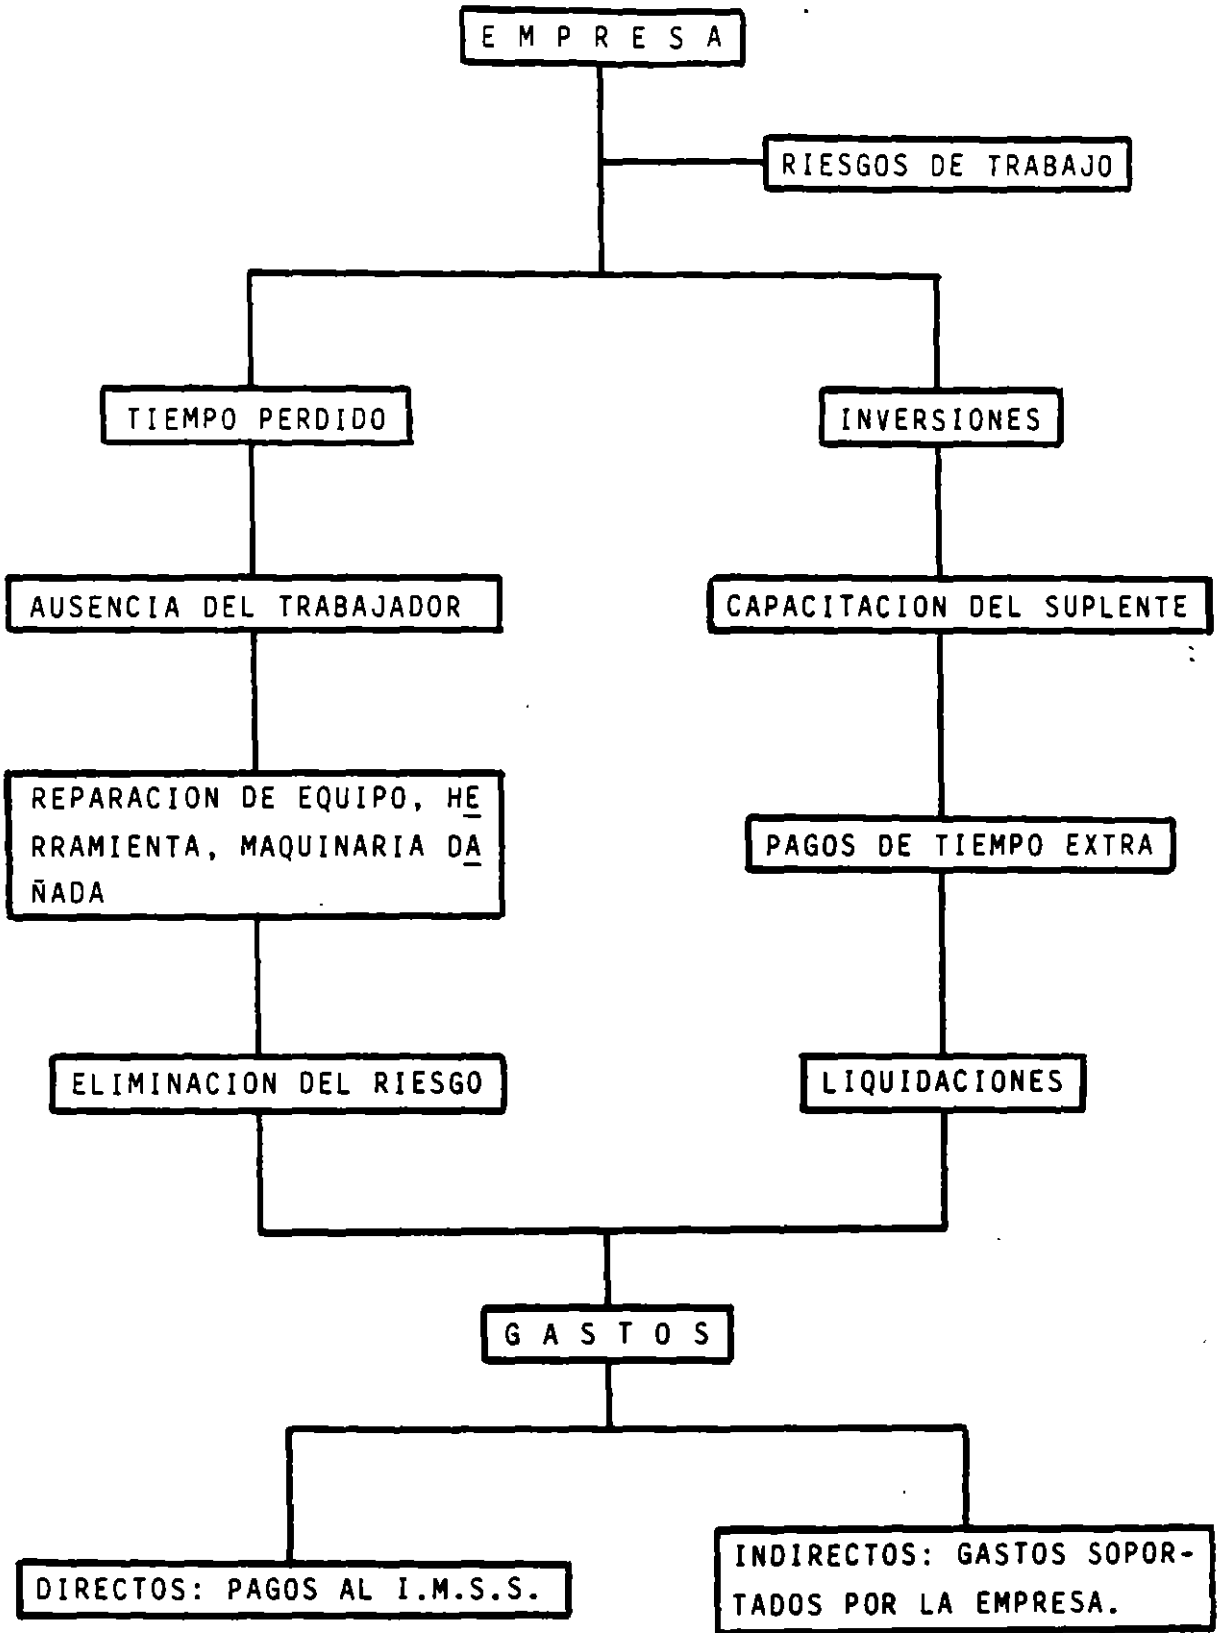 E M P R E S A
RIESGOS DE TRABAJO
TIEMPO PERDIDO
INVERSIONES
AUSENCIA DEL TRABAJADOR
CAPACITACION DEL SUPLENTE
REPARACION DE EQUIPO, HE
RRAMIENTA, MAQUINARIA DA
ÑADA
PAGOS DE TIEMPO EXTRA
ELIMINACION DEL RIESGO
LIQUIDACIONES
G A S T O S
DIRECTOS: PAGOS AL I.M.S.S.
INDIRECTOS: GASTOS SOPOR-
TADOS POR LA EMPRESA.